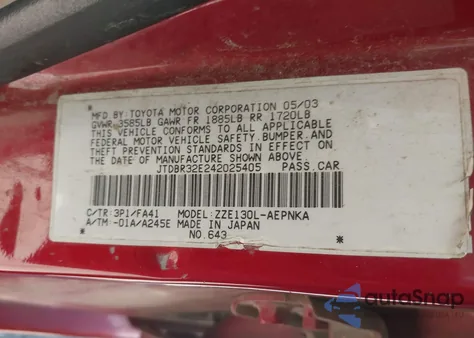 MFD BY:TOYOTA MOTOR CORPORATION 05/03
GVWR 3585LB GAWR FR 1885LB RR 1720LB
THIS VEHICLE CONFORMS TO ALL APPLICABLE
FEDERAL MOTOR VEHICLE SAFETY,BUMPER,AND
THEFT PREVENTION STANDARDS IN EFFECT ON
THE DATE OF MANUFACTURE SHOWN ABOVE.
JTDBR32E242025405 PASS.CAR
C/TR:3P1/FA41 MODEL:ZZE130L-AEPNKA
A/TM -01A/A245E MADE IN JAPAN
NO.643
autoSnap